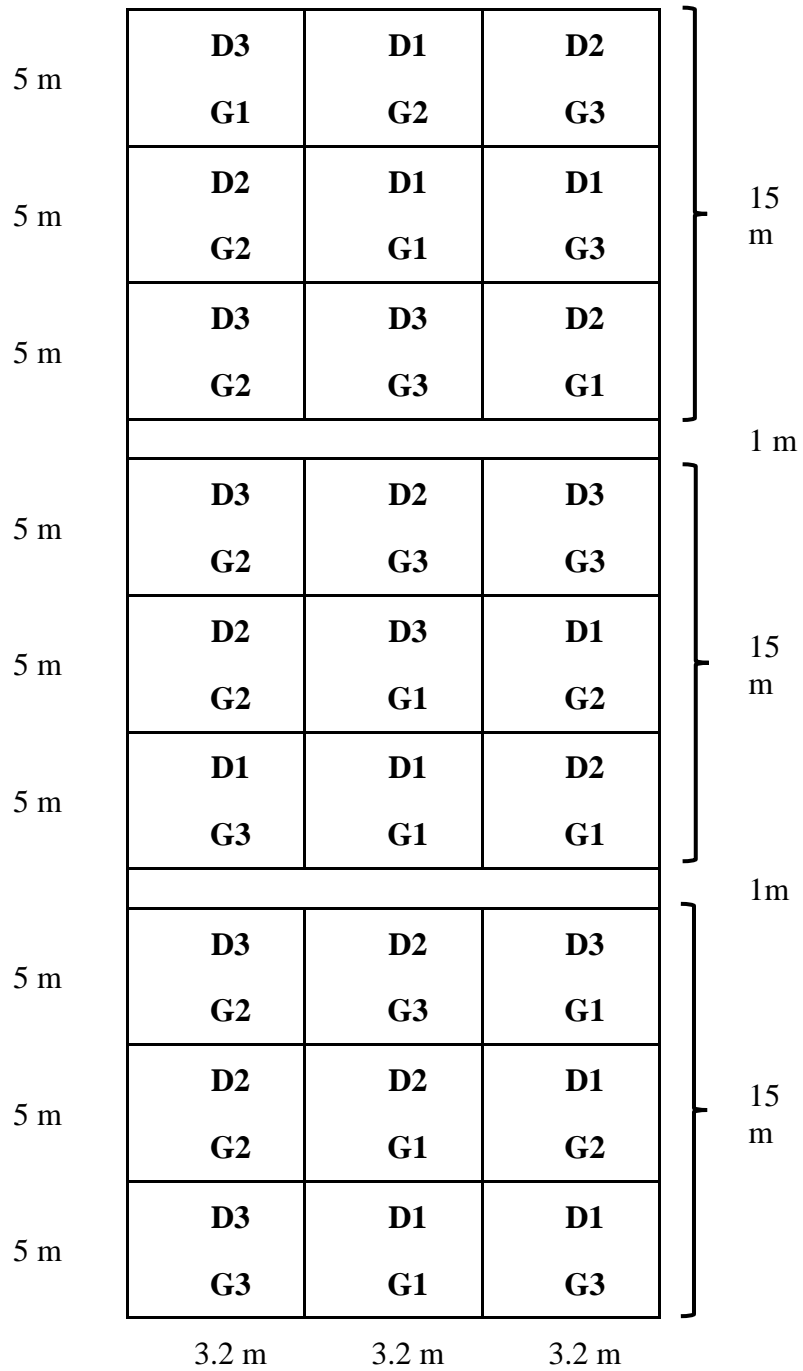 D3 D1 D2
5 m
G1 G2 G3
D2 D1 D1
15
5 m
m
G2 G1 G3
D3 D3 D2
5 m
G2 G3 G1
1 m
D3 D2 D3
5 m
G2 G3 G3
D2 D3 D1
15
5 m
m
G2 G1 G2
D1 D1 D2
5 m
G3 G1 G1
1m
D3 D2 D3
5 m
G2 G3 G1
D2 D2 D1
15
5 m
m
G2 G1 G2
D3 D1 D1
5 m
G3 G1 G3
3.2 m 3.2 m 3.2 m